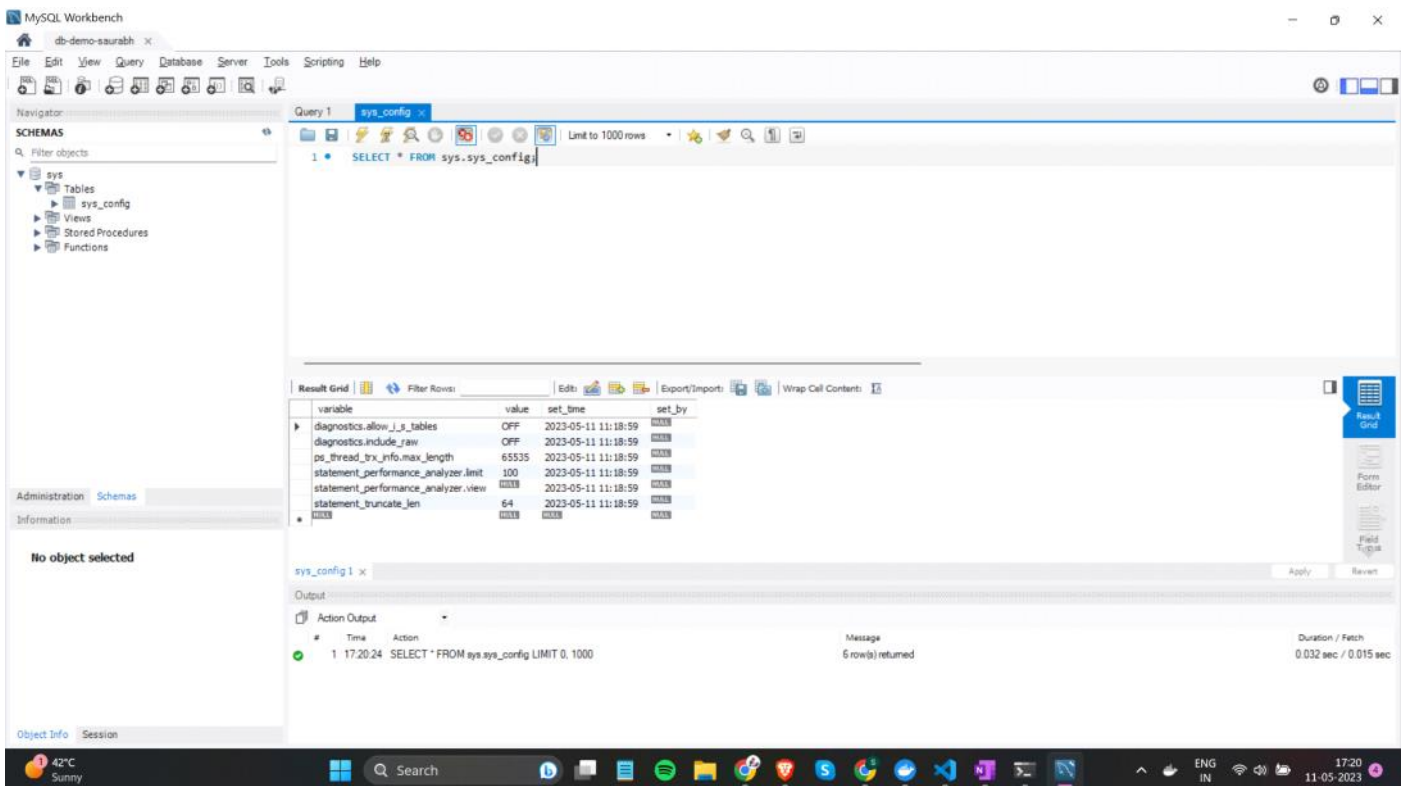 MySQL Workbench
db-demo-saurabh
File Edit View Query Database Server Tools Scripting Help
Navigator
SCHEMAS
Filter objects
sys
Tables
sys_config
Views
Stored Procedures
Functions
Administration Schemas
Information
No object selected
Object Info Session
Query 1 sys_config
Limit to 1000 rows
1 SELECT * FROM sys.sys_config;
Result Grid Filter Rows: Edit: Export/Import: Wrap Cell Content:
variable value set_time set_by
diagnostics.allow_i_s_tables OFF 2023-05-11 11:18:59 NULL
diagnostics.include_raw OFF 2023-05-11 11:18:59 NULL
ps_thread_trx_info.max_length 65535 2023-05-11 11:18:59 NULL
statement_performance_analyzer.limit 100 2023-05-11 11:18:59 NULL
statement_performance_analyzer.view NULL 2023-05-11 11:18:59 NULL
statement_truncate_len 64 2023-05-11 11:18:59 NULL
NULL NULL NULL NULL
Result
Grid
Form
Editor
Field
Types
sys_config 1
Apply Revert
Output
Action Output
# Time Action Message Duration / Fetch
1 17:20:24 SELECT * FROM sys.sys_config LIMIT 0, 1000 6 row(s) returned 0.032 sec / 0.015 sec
1
42°C
Sunny
Search
ENG
IN
17:20
11-05-2023
4